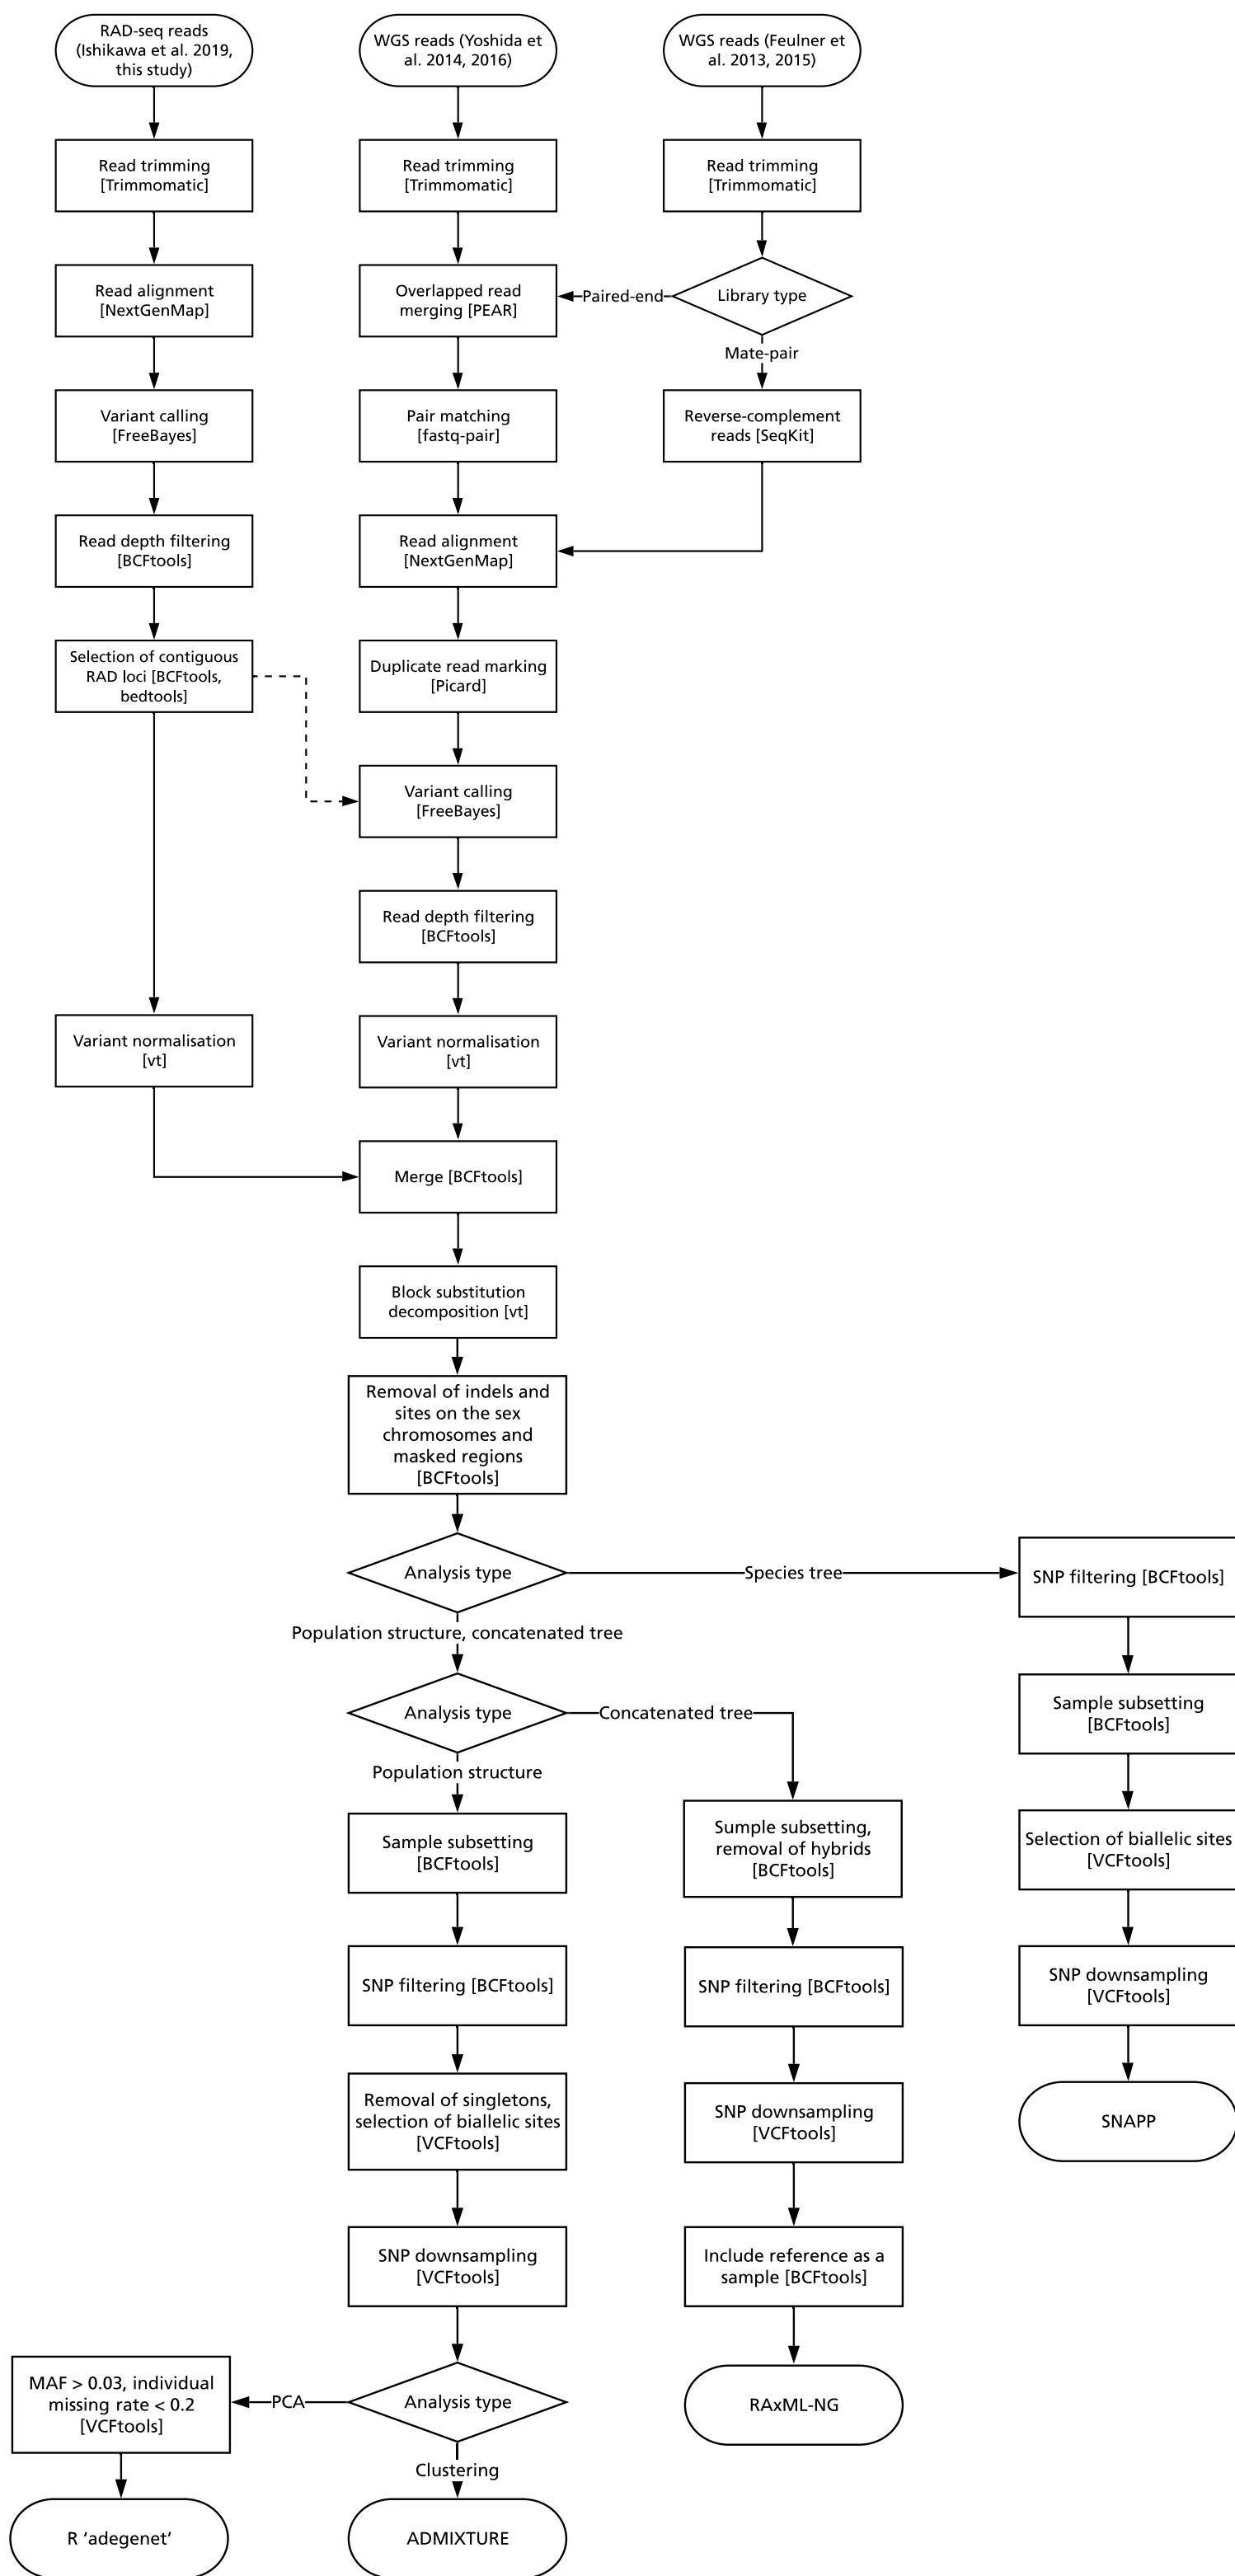 RAD-seq reads
(Ishikawa et al. 2019,
this study)
WGS reads (Yoshida et
al. 2014, 2016)
WGS reads (Feulner et
al. 2013, 2015)
Read trimming
[Trimmomatic]
Read trimming
[Trimmomatic]
Read trimming
[Trimmomatic]
Read alignment
[NextGenMap]
Overlapped read
merging [PEAR]
Paired-end
Library type
Mate-pair
Variant calling
[FreeBayes]
Pair matching
[fastq-pair]
Reverse-complement
reads [SeqKit]
Read depth filtering
[BCFtools]
Read alignment
[NextGenMap]
Selection of contiguous
RAD loci [BCFtools,
bedtools]
Duplicate read marking
[Picard]
Variant calling
[FreeBayes]
Read depth filtering
[BCFtools]
Variant normalisation
[vt]
Variant normalisation
[vt]
Merge [BCFtools]
Block substitution
decomposition [vt]
Removal of indels and
sites on the sex
chromosomes and
masked regions
[BCFtools]
Analysis type
Species tree
SNP filtering [BCFtools]
Population structure, concatenated tree
Analysis type
Concatenated tree
Sample subsetting
[BCFtools]
Population structure
Sample subsetting
[BCFtools]
Sumple subsetting,
removal of hybrids
[BCFtools]
Selection of biallelic sites
[VCFtools]
SNP filtering [BCFtools]
SNP filtering [BCFtools]
SNP downsampling
[VCFtools]
Removal of singletons,
selection of biallelic sites
[VCFtools]
SNP downsampling
[VCFtools]
SNAPP
SNP downsampling
[VCFtools]
Include reference as a
sample [BCFtools]
MAF > 0.03, individual
missing rate < 0.2
[VCFtools]
PCA
Analysis type
RAxML-NG
Clustering
R ‘adegenet’
ADMIXTURE